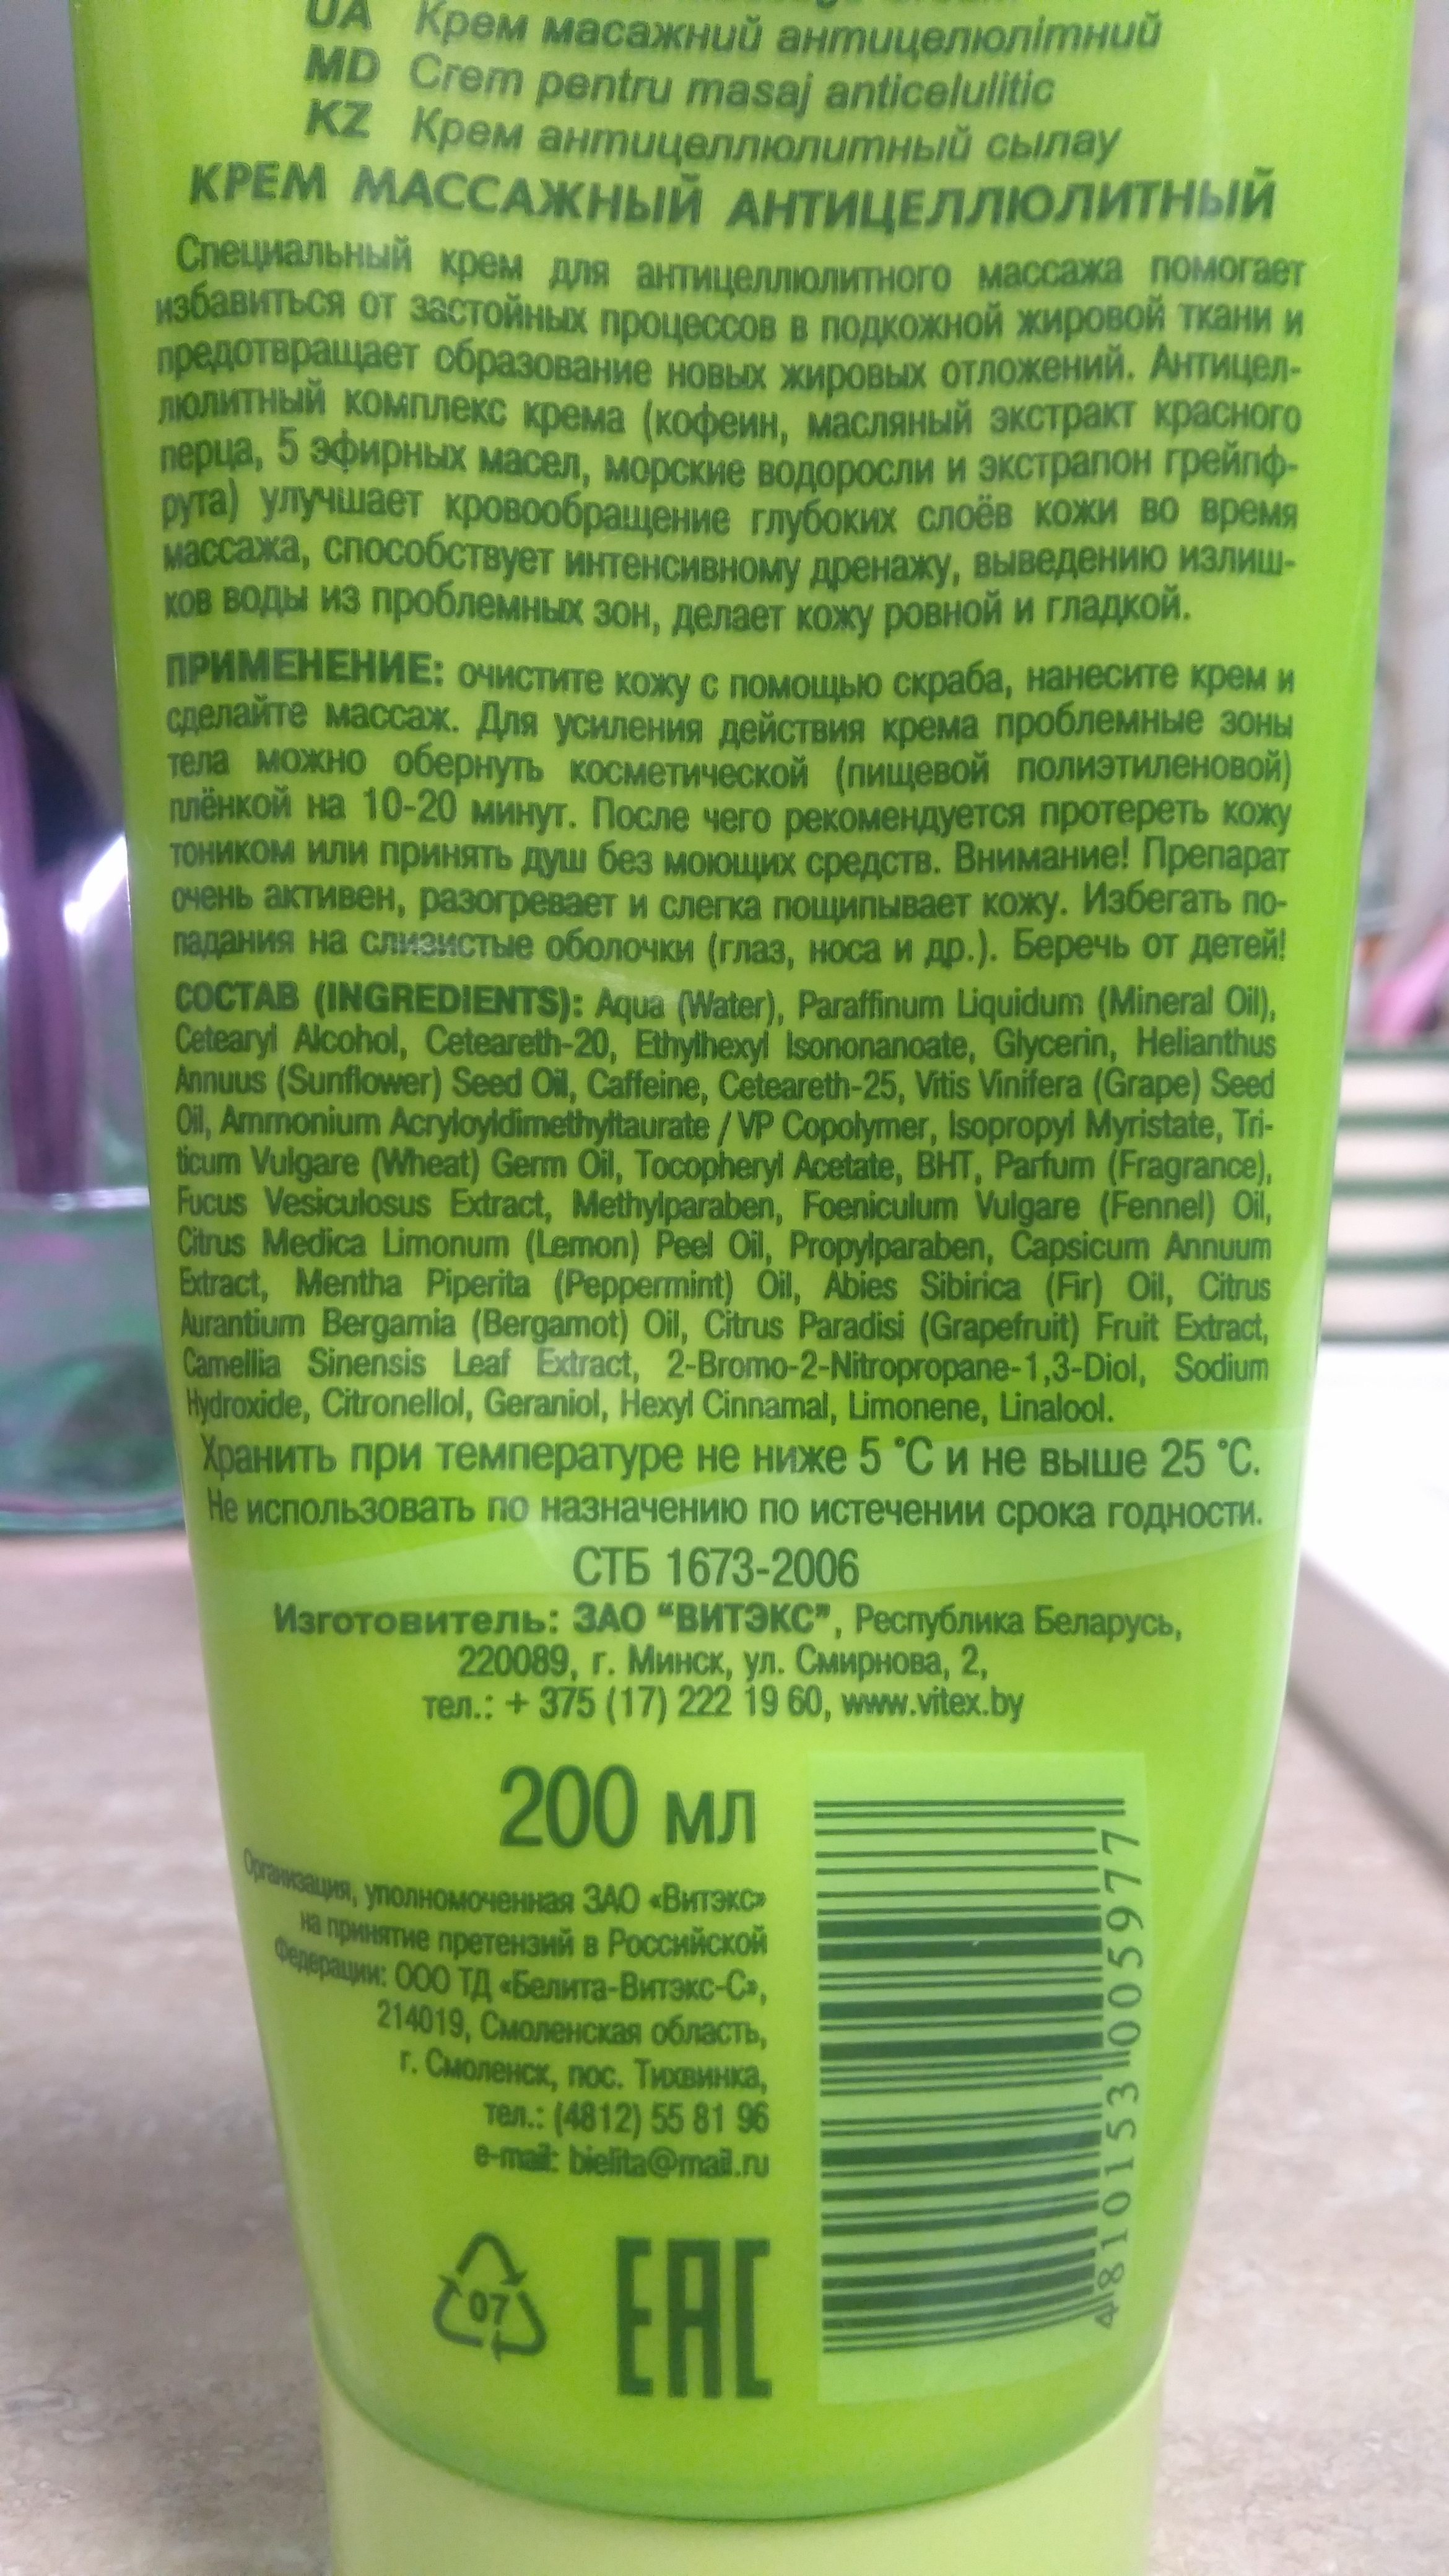 UA Крем масажний антицелюлітний
MD Crem pentru masaj anticelulitic
KZ Крем антицеллюлитный сылау
КРЕМ МАССАЖНЫЙ АНТИЦЕЛЛЮЛИТНЫЙ
Специальный крем для антицеллюлитного массажа помогает
избавиться от застойных процессов в подкожной жировой ткани и
предотвращает образование новых жировых отложений. Антицел-
люлитный комплекс крема (кофеин, масляный экстракт красного
перца, 5 эфирных масел, морские водоросли и экстрапон грейпф-
рута) улучшает кровообращение глубоких слоёв кожи во время
массажа, способствует интенсивному дренажу, выведению излиш-
ков воды из проблемных зон, делает кожу ровной и гладкой.
ПРИМЕНЕНИЕ: очистите кожу с помощью скраба, нанесите крем и
сделайте массаж. Для усиления действия крема проблемные зоны
тела можно обернуть косметической (пищевой полиэтиленовой)
плёнкой на 10-20 минут. После чего рекомендуется протереть кожу
тоником или принять душ без моющих средств. Внимание! Препарат
очень активен, разогревает и слегка пощипывает кожу. Избегать по-
падания на слизистые оболочки (глаз, носа и др.). Беречь от детей!
СОСТАВ (INGREDIENTS): Aqua (Water), Paraffinum Liquidum (Mineral Oil),
Cetearyl Alcohol, Ceteareth-20, Ethylhexyl Isononanoate, Glycerin, Helianthus
Annuus (Sunflower) Seed Oil, Caffeine, Ceteareth-25, Vitis Vinifera (Grape) Seed
Oil, Ammonium Acryloyldimethyltaurate / VP Copolymer, Isopropyl Myristate, Tri-
ticum Vulgare (Wheat) Germ Oil, Tocopheryl Acetate, BHT, Parfum (Fragrance),
Fucus Vesiculosus Extract, Methylparaben, Foeniculum Vulgare (Fennel) Oil,
Citrus Medica Limonum (Lemon) Peel Oil, Propylparaben, Capsicum Annuum
Extract, Mentha Piperita (Peppermint) Oil, Abies Sibirica (Fir) Oil, Citrus
Aurantium Bergamia (Bergamot) Oil, Citrus Paradisi (Grapefruit) Fruit Extract,
Camellia Sinensis Leaf Extract, 2-Bromo-2-Nitropropane-1,3-Diol, Sodium
Hydroxide, Citronellol, Geraniol, Hexyl Cinnamal, Limonene, Linalool.
Хранить при температуре не ниже 5 °С и не выше 25 °С.
Не использовать по назначению по истечении срока годности.
СТБ 1673-2006
Изготовитель: ЗАО "ВИТЭКС", Республика Беларусь,
220089, г. Минск, ул. Смирнова, 2,
тел.: + 375 (17) 222 19 60, www.vitex.by
200 мл
Организация, уполномоченная ЗАО «Витэкс»
на принятие претензий в Российской
Федерации: ООО ТД «Белита-Витэкс-С»,
214019, Смоленская область,
г. Смоленск, пос. Тихвинка,
тел.: (4812) 55 81 96
e-mail: bielita@mail.ru
07
EAC
4 810153 005977